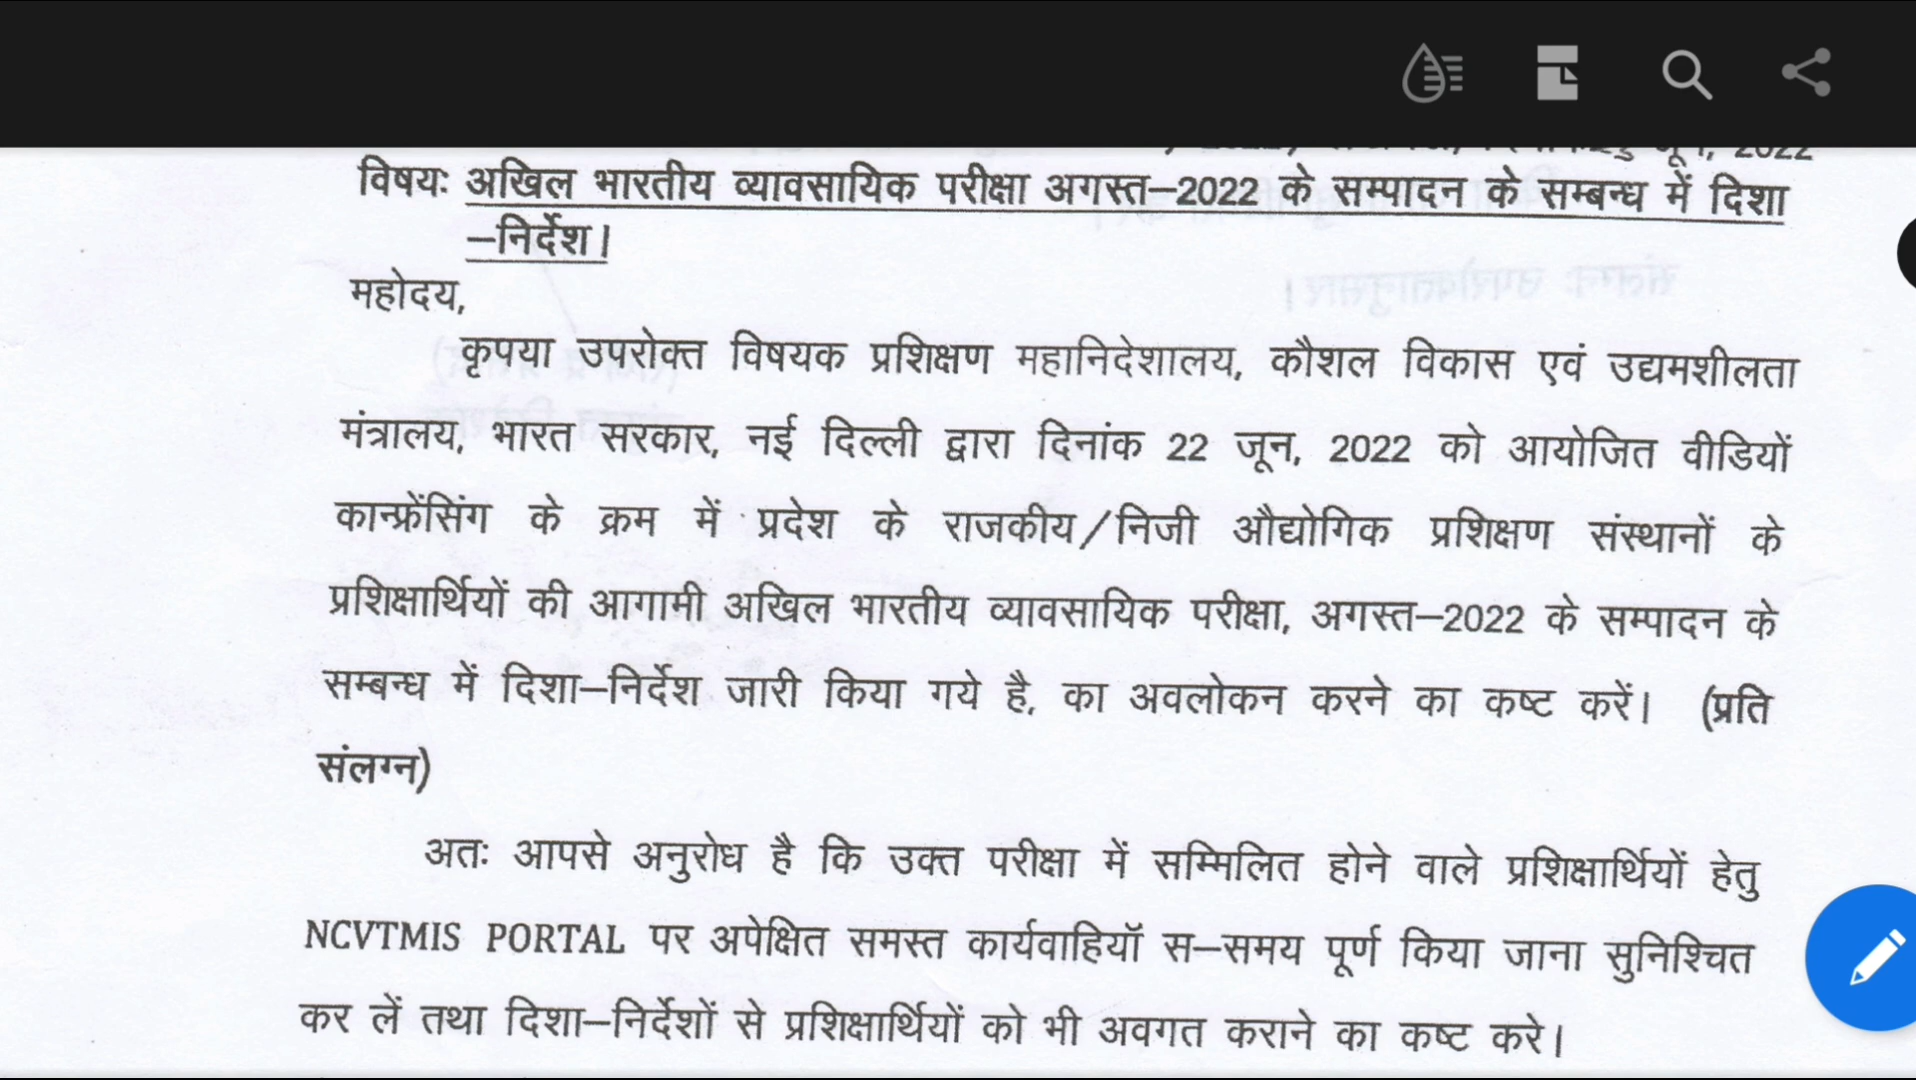 जून, 2022
विषयः अखिल भारतीय व्यावसायिक परीक्षा अगस्त–2022 के सम्पादन के सम्बन्ध में दिशा
–निर्देश।
महोदय,
कृपया उपरोक्त विषयक प्रशिक्षण महानिदेशालय, कौशल विकास एवं उद्यमशीलता
मंत्रालय, भारत सरकार, नई दिल्ली द्वारा दिनांक 22 जून, 2022 को आयोजित वीडियों
कान्फ्रेंसिंग के क्रम में प्रदेश के राजकीय/निजी औद्योगिक प्रशिक्षण संस्थानों के
प्रशिक्षार्थियों की आगामी अखिल भारतीय व्यावसायिक परीक्षा, अगस्त–2022 के सम्पादन के
सम्बन्ध में दिशा–निर्देश जारी किया गये है, का अवलोकन करने का कष्ट करें। (प्रति
संलग्न)
अतः आपसे अनुरोध है कि उक्त परीक्षा में सम्मिलित होने वाले प्रशिक्षार्थियों हेतु
NCVTMIS PORTAL पर अपेक्षित समस्त कार्यवाहियॉ स–समय पूर्ण किया जाना सुनिश्चित
कर लें तथा दिशा–निर्देशों से प्रशिक्षार्थियों को भी अवगत कराने का कष्ट करे।